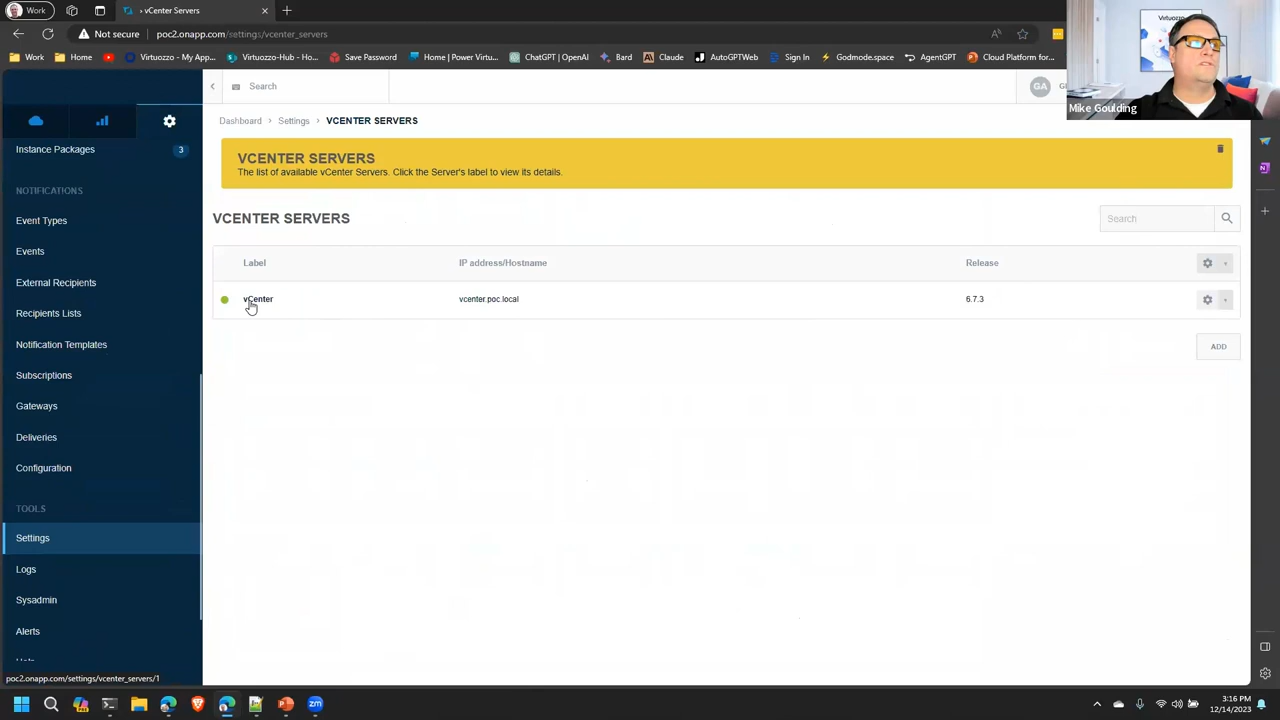 Work
Not secure
poc2.onapp.com/settings/vcenter_servers
Work
Home
Virtuozzo - My App...
Virtuozzo-Hub - Ho...
Save Password
Home | Power Virtu...
ChatGPT | OpenAI
Bard
Claude
AutoGPTWeb
Sign In
Godmode.space
AgentGPT
Cloud Platform for...
Virtuozzo
Search
GA
Mike Goulding
Dashboard > Settings > VCENTER SERVERS
Instance Packages
3
NOTIFICATIONS
Event Types
Events
External Recipients
Recipients Lists
Notification Templates
Subscriptions
Gateways
Deliveries
Configuration
TOOLS
Settings
Logs
Sysadmin
Alerts
VCENTER SERVERS
The list of available vCenter Servers. Click the Server's label to view its details.
VCENTER SERVERS
Search
Label
IP address/Hostname
Release
vCenter
vcenter.poc.local
6.7.3
ADD
poc2.onapp.com/settings/vcenter_servers/1
3:16 PM
12/14/2023